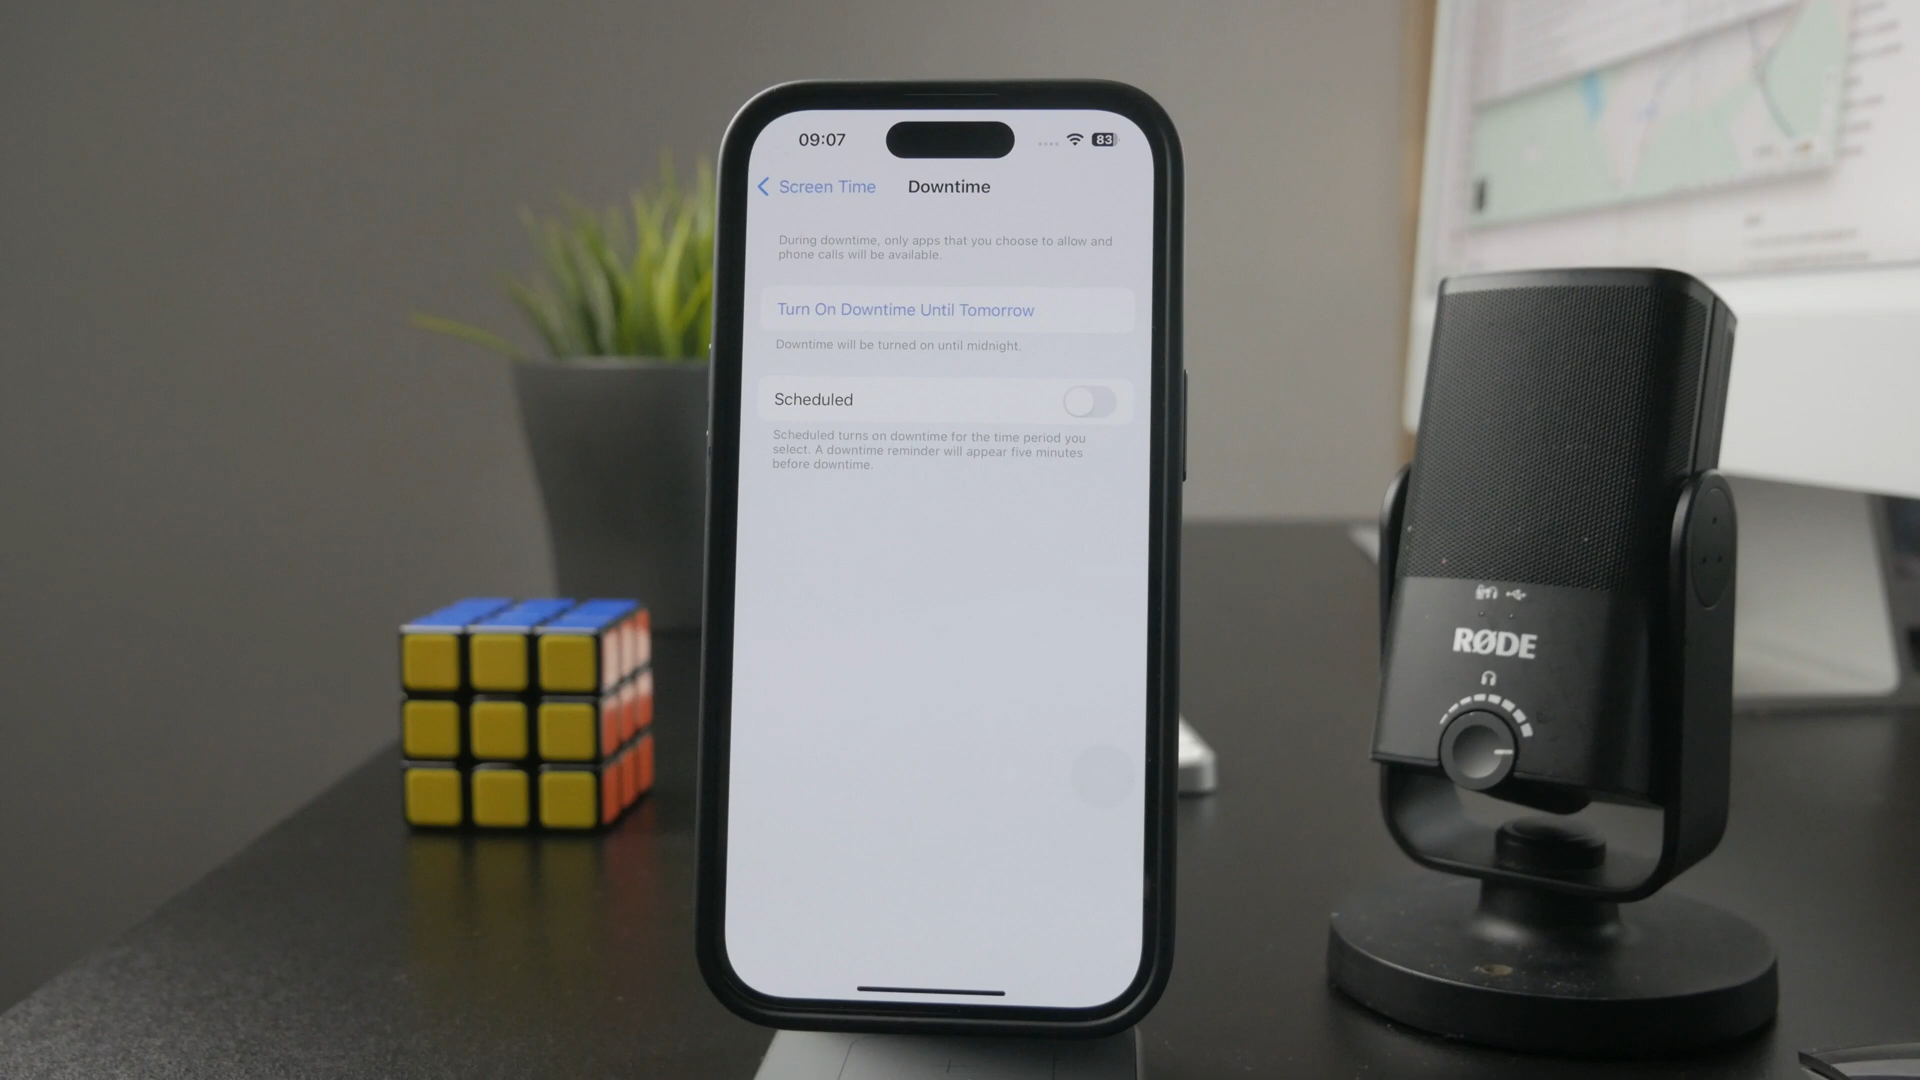 09:07
83
Screen Time
Downtime
During downtime, only apps that you choose to allow and
phone calls will be available.
Turn On Downtime Until Tomorrow
Downtime will be turned on until midnight.
Scheduled
Scheduled turns on downtime for the time period you
select. A downtime reminder will appear five minutes
before downtime.
RØDE